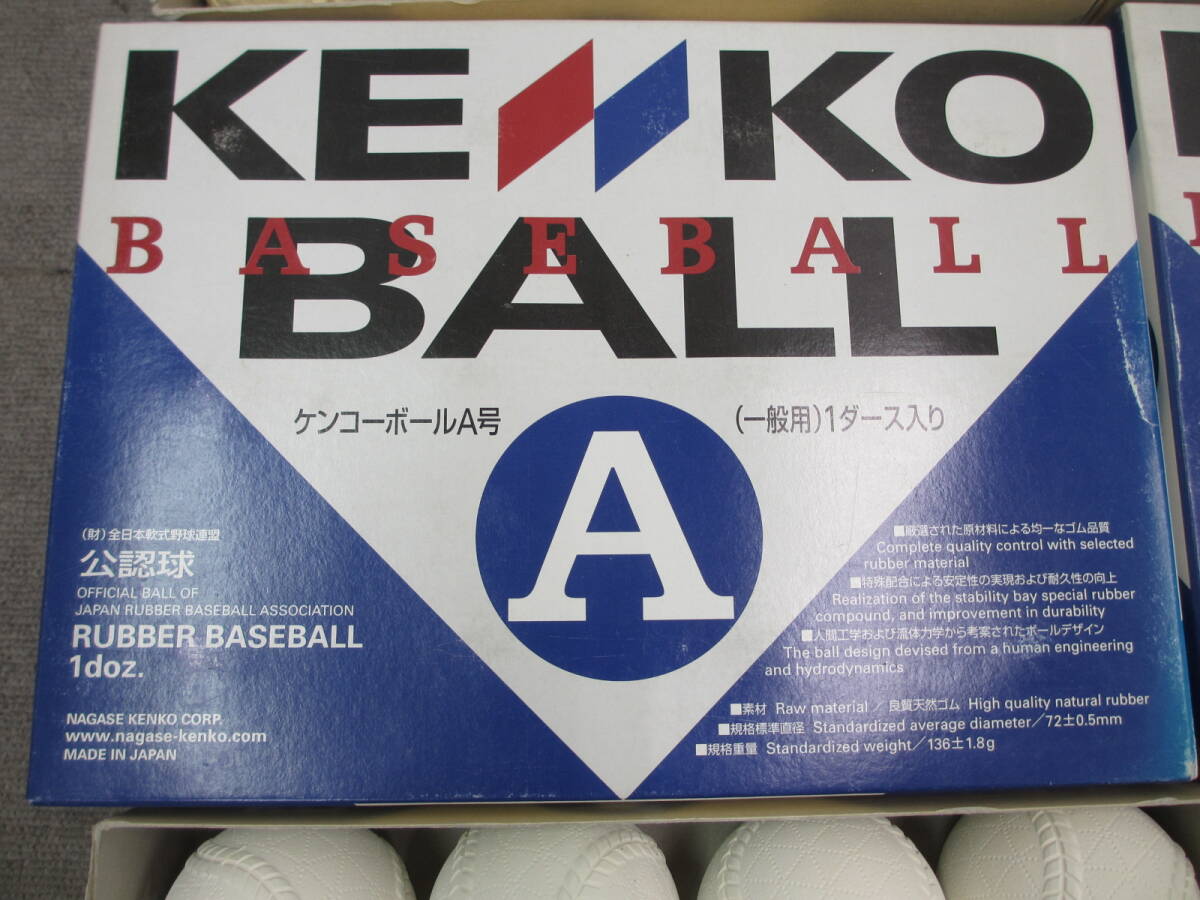 KENKO
BASEBALL
BALL
ケンコーボールA号
(一般用)1ダース入り
A
(財)全日本軟式野球連盟
公認球
OFFICIAL BALL OF
JAPAN RUBBER BASEBALL ASSOCIATION
RUBBER BASEBALL
1doz.
NAGASE KENKO CORP.
www.nagase-kenko.com
MADE IN JAPAN
■厳選された原材料による均一なゴム品質
Complete quality control with selected
rubber material
■特殊配合による安定性の実現および耐久性の向上
Realization of the stability bay special rubber
compound, and improvement in durability
■人間工学および流体力学から考案されたボールデザイン
The ball design devised from a human engineering
and hydrodynamics
■素材 Raw material／良質天然ゴム High quality natural rubber
■規格標準直径 Standardized average diameter／72±0.5mm
■規格重量 Standardized weight／136±1.8g